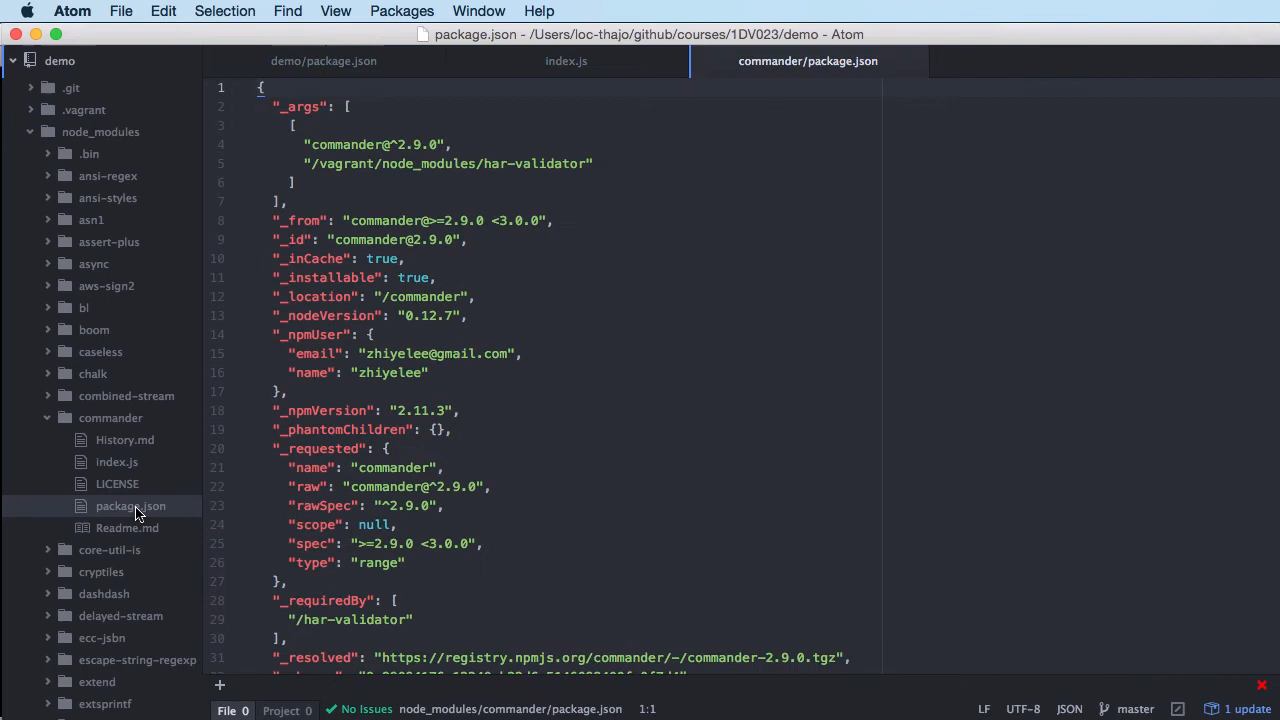 Atom File Edit Selection Find View Packages Window Help
package.json - /Users/loc-thajo/github/courses/1DV023/demo - Atom
demo
.git
.vagrant
node_modules
.bin
ansi-regex
ansi-styles
asn1
assert-plus
async
aws-sign2
bl
boom
caseless
chalk
combined-stream
commander
History.md
index.js
LICENSE
package.json
Readme.md
core-util-is
cryptiles
dashdash
delayed-stream
ecc-jsbn
escape-string-regexp
extend
extsprintf
demo/package.json index.js commander/package.json
1 {
2 "_args": [
3 [
4 "commander@^2.9.0",
5 "/vagrant/node_modules/har-validator"
6 ]
7 ],
8 "_from": "commander@>=2.9.0 <3.0.0",
9 "_id": "commander@2.9.0",
10 "_inCache": true,
11 "_installable": true,
12 "_location": "/commander",
13 "_nodeVersion": "0.12.7",
14 "_npmUser": {
15 "email": "zhiyelee@gmail.com",
16 "name": "zhiyelee"
17 },
18 "_npmVersion": "2.11.3",
19 "_phantomChildren": {},
20 "_requested": {
21 "name": "commander",
22 "raw": "commander@^2.9.0",
23 "rawSpec": "^2.9.0",
24 "scope": null,
25 "spec": ">=2.9.0 <3.0.0",
26 "type": "range"
27 },
28 "_requiredBy": [
29 "/har-validator"
30 ],
31 "_resolved": "https://registry.npmjs.org/commander/-/commander-2.9.0.tgz",
File 0 Project 0 No Issues node_modules/commander/package.json 1:1 LF UTF-8 JSON master 1 update